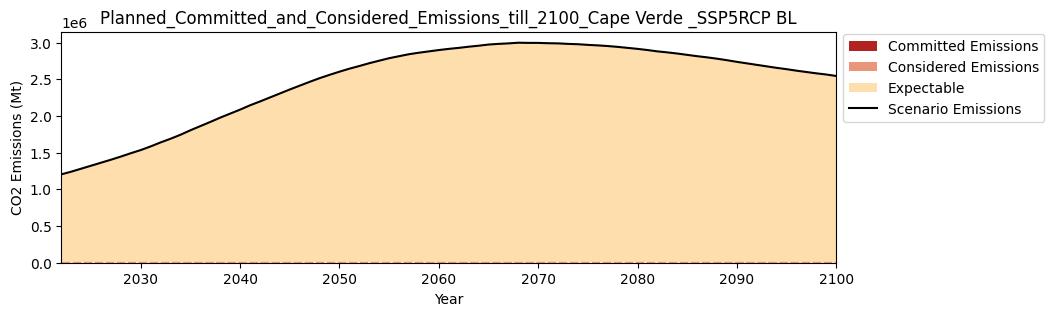 Planned_Committed_and_Considered_Emissions_till_2100_Cape Verde _SSP5RCP BL
1e6
3.0
2.5
2.0
1.5
1.0
0.5
0.0
CO2 Emissions (Mt)
2030 2040 2050 2060 2070 2080 2090 2100
Year
Committed Emissions
Considered Emissions
Expectable
Scenario Emissions